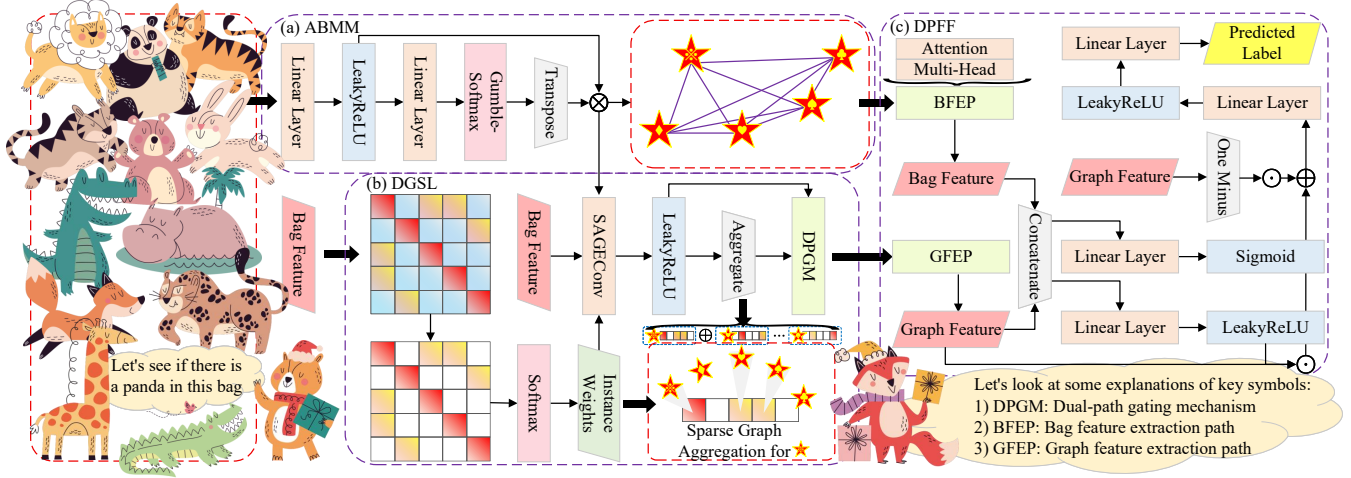 (a) ABMM
Linear Layer
LeakyReLU
Linear Layer
Gumble-
Softmax
Transpose
Bag Feature
(b) DGSL
Bag Feature
SAGEConv
LeakyReLU
Aggregate
DPGM
Softmax
Instance
Weights
Sparse Graph
Aggregation for
Let's see if there is
a panda in this bag
(c) DPFF
Attention
Multi-Head
BFEP
Bag Feature
GFEP
Graph Feature
Concatenate
Linear Layer
Predicted
Label
LeakyReLU
Linear Layer
Graph Feature
One Minus
Linear Layer
Sigmoid
Linear Layer
LeakyReLU
Let's look at some explanations of key symbols:
1) DPGM: Dual-path gating mechanism
2) BFEP: Bag feature extraction path
3) GFEP: Graph feature extraction path